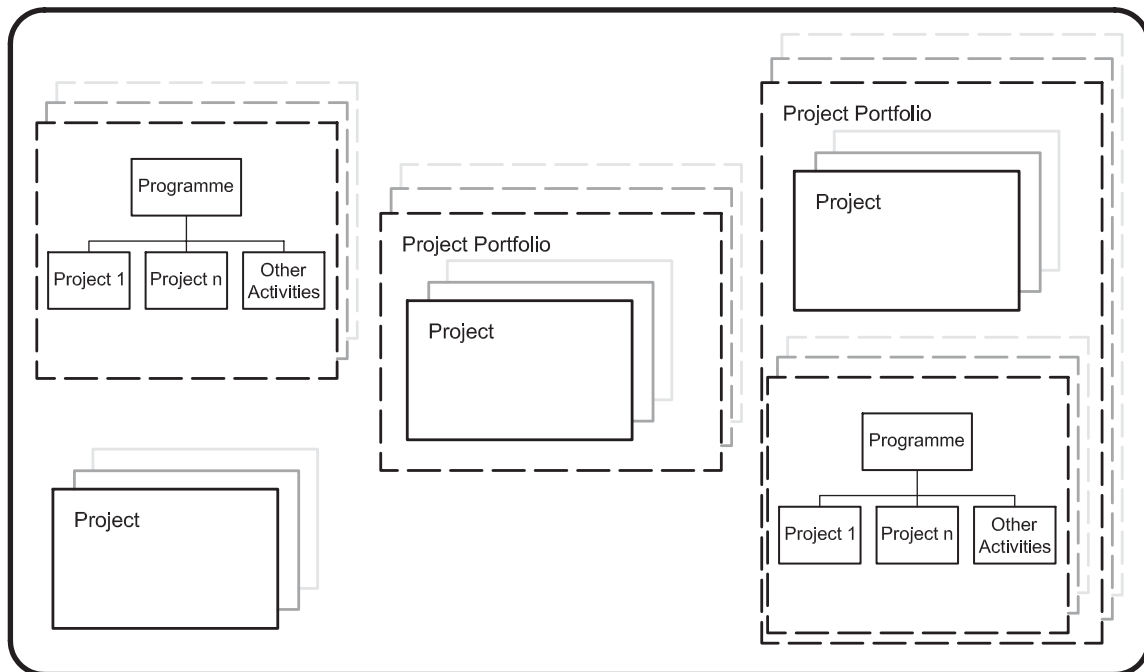 Programme
Project 1
Project n
Other
Activities
Project
Project Portfolio
Project
Project Portfolio
Project
Programme
Project 1
Project n
Other
Activities